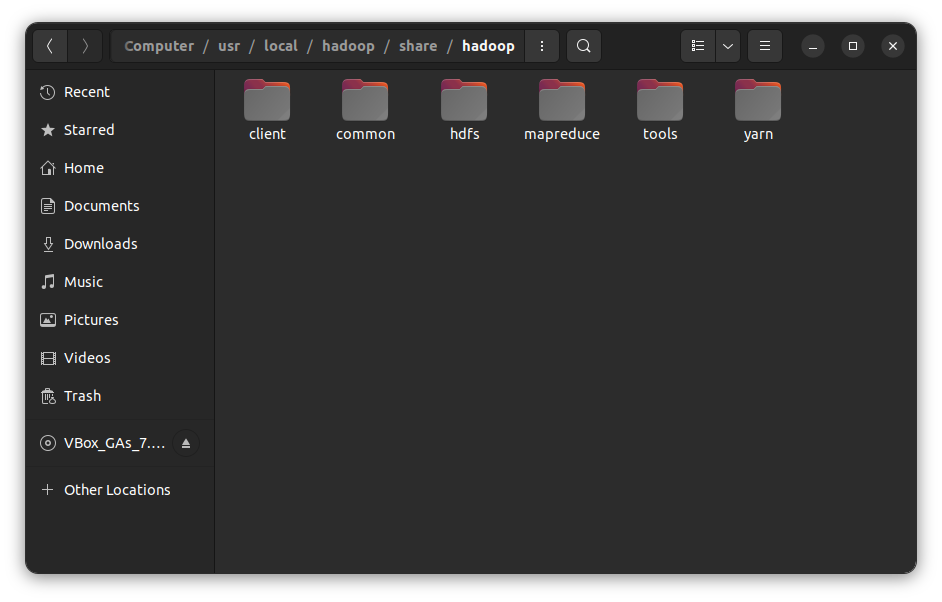 Computer / usr / local / hadoop / share / hadoop
Recent
Starred
Home
Documents
Downloads
Music
Pictures
Videos
Trash
VBox_GAs_7....
Other Locations
client common hdfs mapreduce tools yarn